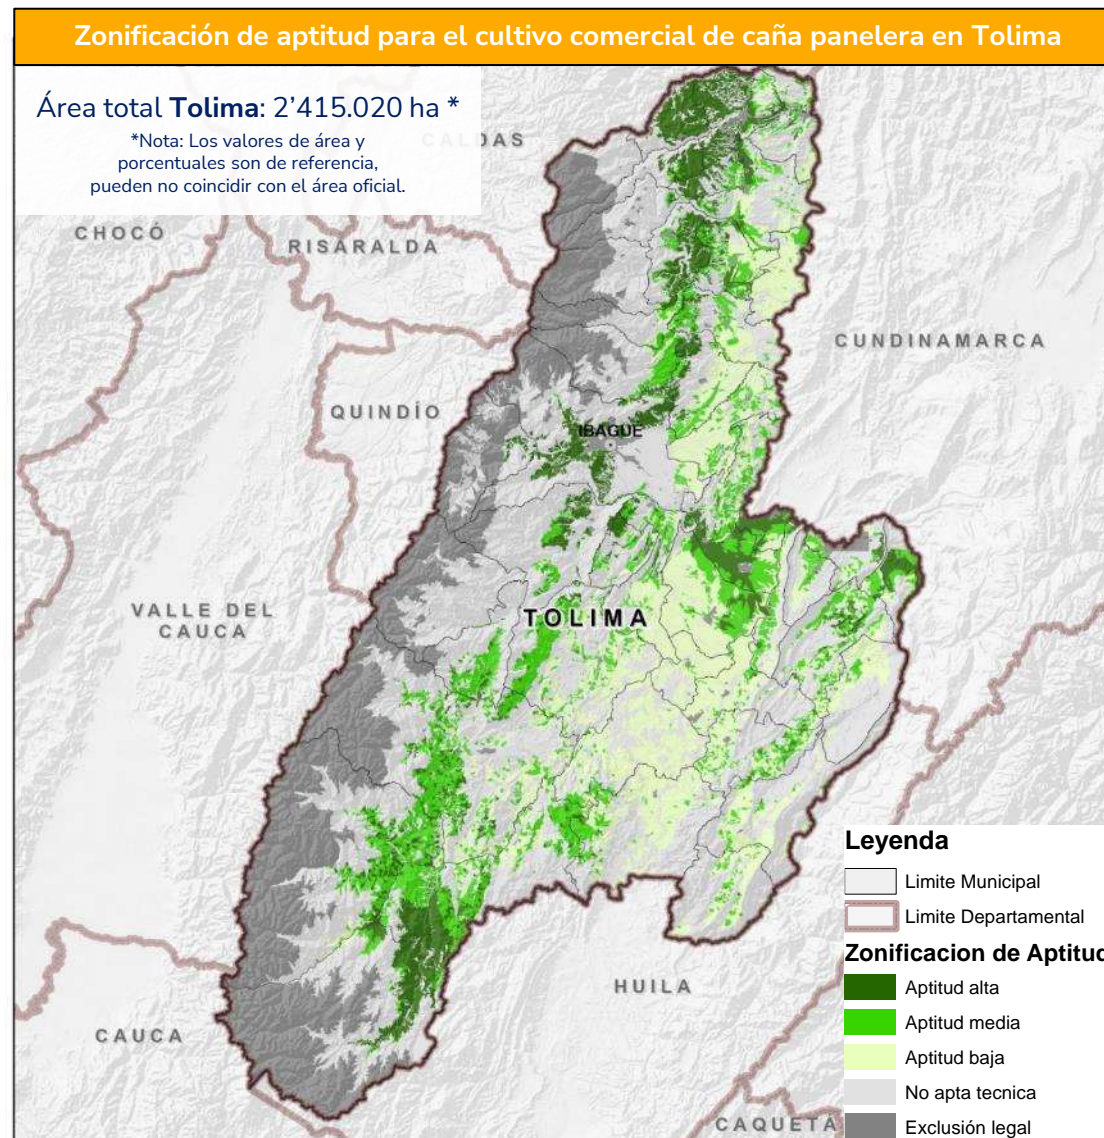 Zonificación de aptitud para el cultivo comercial de caña panelera en Tolima
Área total Tolima: 2’415.020 ha *
*Nota: Los valores de área y
porcentuales son de referencia,
pueden no coincidir con el área oficial.
CALDAS
CHOCÓ
RISARALDA
CUNDINAMARCA
QUINDÍO
IBAGUE
VALLE DEL
CAUCA
TOLIMA
HUILA
CAUCA
CAQUETÁ
Leyenda
Limite Municipal
Limite Departamental
Zonificacion de Aptitud
Aptitud alta
Aptitud media
Aptitud baja
No apta tecnica
Exclusión legal